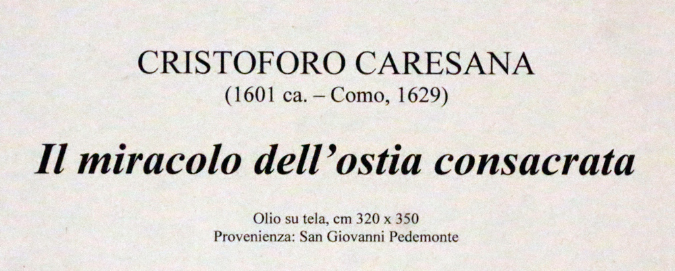 CRISTOFORO CARESANA
(1601 ca. – Como, 1629)
Il miracolo dell’ostia consacrata
Olio su tela, cm 320 x 350
Provenienza: San Giovanni Pedemonte